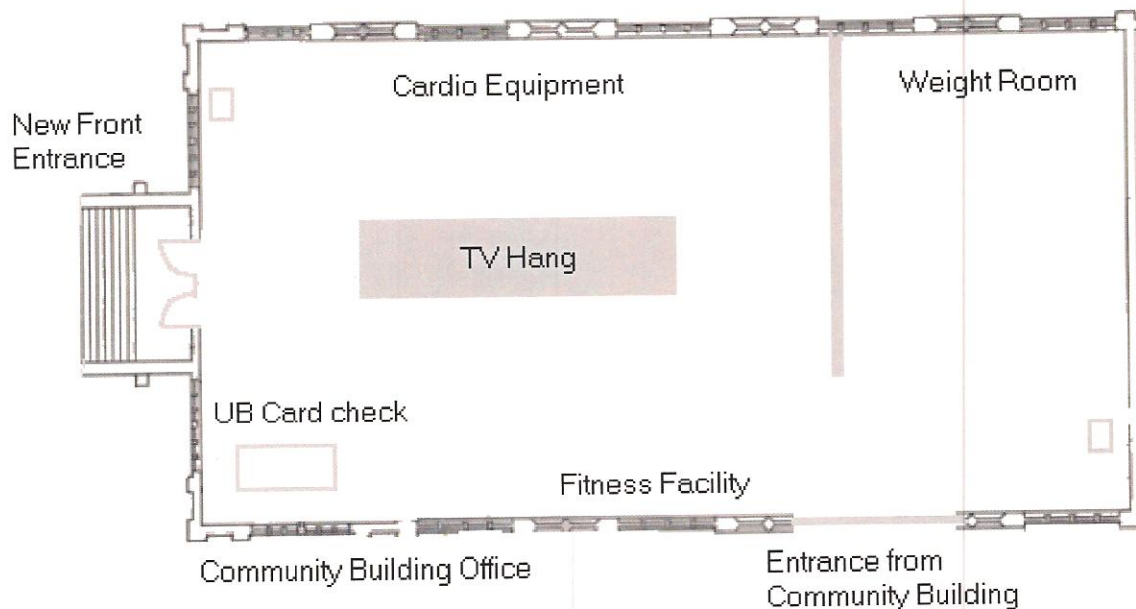 Cardio Equipment
Weight Room
New Front
Entrance
TV Hang
UB Card check
Fitness Facility
Community Building Office
Entrance from
Community Building